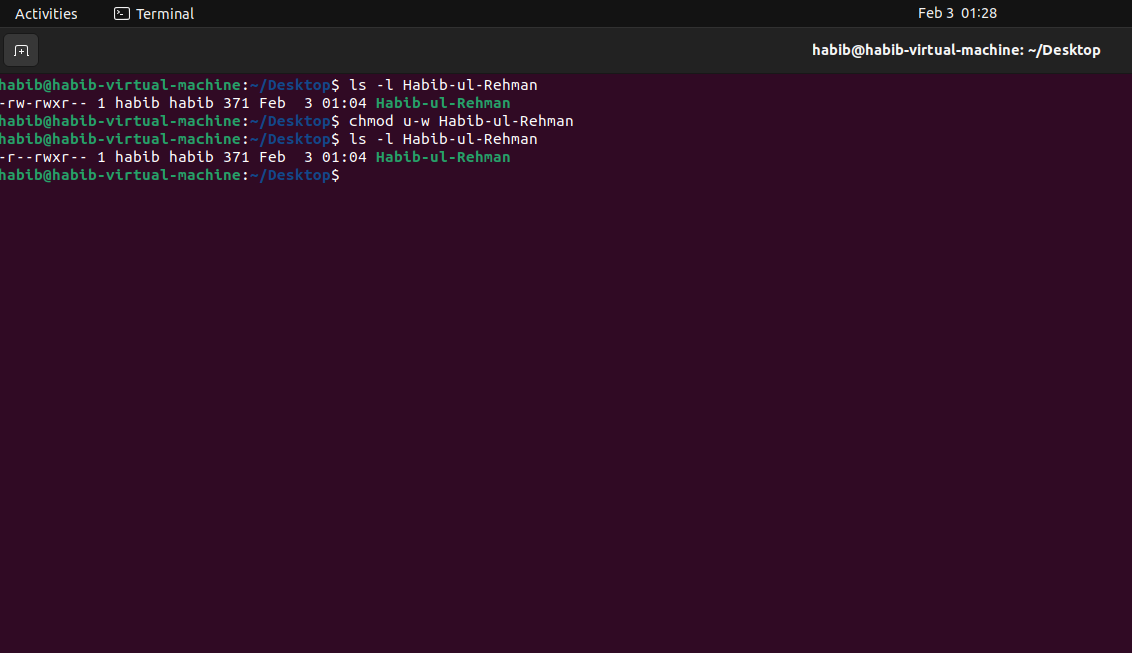 Activities Terminal Feb 3 01:28
habib@habib-virtual-machine: ~/Desktop
habib@habib-virtual-machine:~/Desktop$ ls -l Habib-ul-Rehman
-rw-rwxr-- 1 habib habib 371 Feb  3 01:04 Habib-ul-Rehman
habib@habib-virtual-machine:~/Desktop$ chmod u-w Habib-ul-Rehman
habib@habib-virtual-machine:~/Desktop$ ls -l Habib-ul-Rehman
-r--rwxr-- 1 habib habib 371 Feb  3 01:04 Habib-ul-Rehman
habib@habib-virtual-machine:~/Desktop$